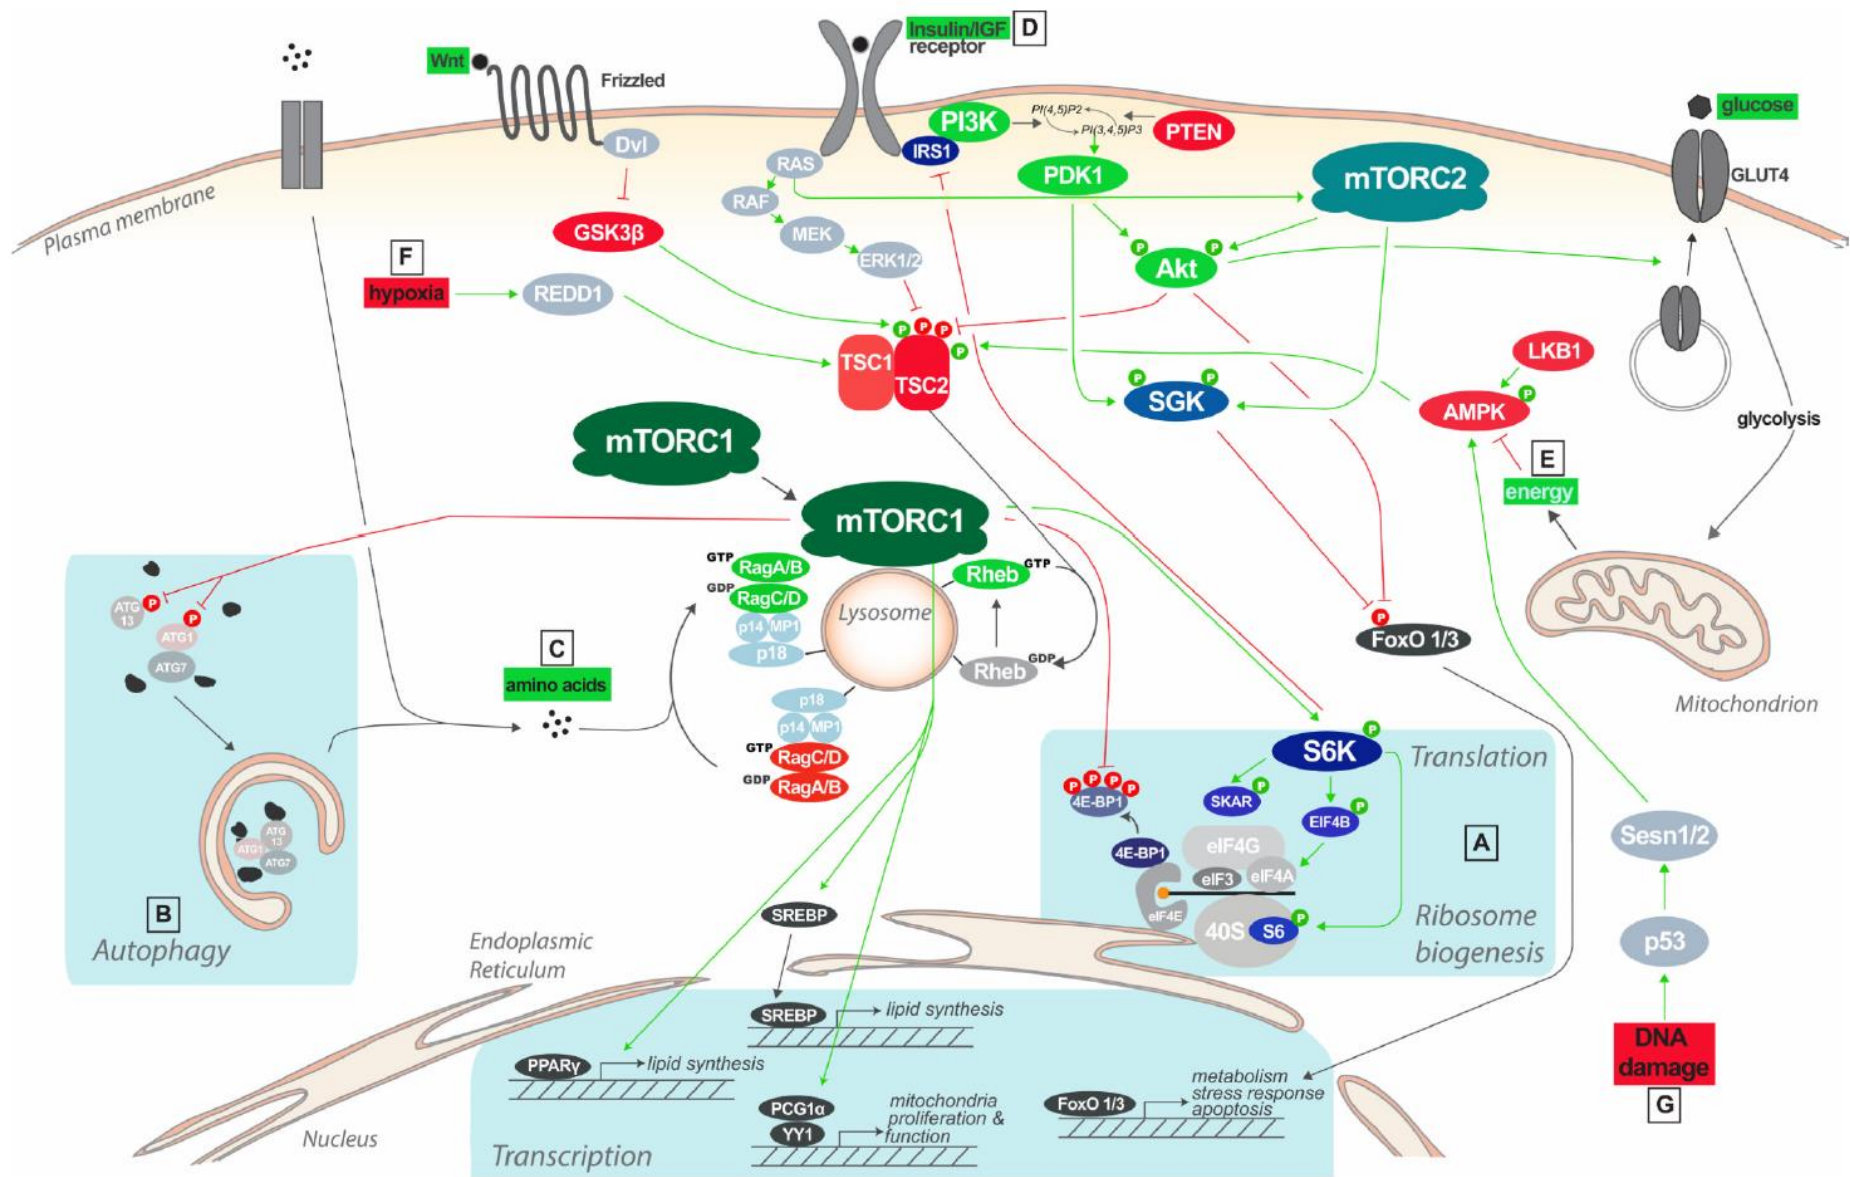 Insulin/IGF
receptor
D
Wnt
Frizzled
glucose
GLUT4
Plasma membrane
Dvl
RAS
RAF
MEK
ERK1/2
PI3K
IRS1
PI(4,5)P2
PI(3,4,5)P3
PTEN
PDK1
mTORC2
GSK3β
F
hypoxia
REDD1
P
P
Akt
P
P
P
P
TSC1
TSC2
P
P
SGK
LKB1
P
AMPK
glycolysis
E
energy
mTORC1
mTORC1
GTP
RagA/B
GDP
RagC/D
p14
MP1
p18
Lysosome
Rheb
GTP
Rheb
GDP
p18
p14
MP1
GTP
RagC/D
GDP
RagA/B
C
amino acids
ATG
13
P
P
ATG1
ATG7
ATG
13
ATG1
ATG7
B
Autophagy
P
FoxO 1/3
Mitochondrion
P
S6K
Translation
P
P
P
P
4E-BP1
P
SKAR
P
EIF4B
4E-BP1
eIF4G
eIF3
eIF4A
eIF4E
40S
S6
P
A
Ribosome
biogenesis
Sesn1/2
p53
DNA
damage
G
Endoplasmic
Reticulum
Nucleus
SREBP
SREBP
lipid synthesis
PPARγ
lipid synthesis
PCG1α
YY1
mitochondria
proliferation &
function
FoxO 1/3
metabolism
stress response
apoptosis
Transcription